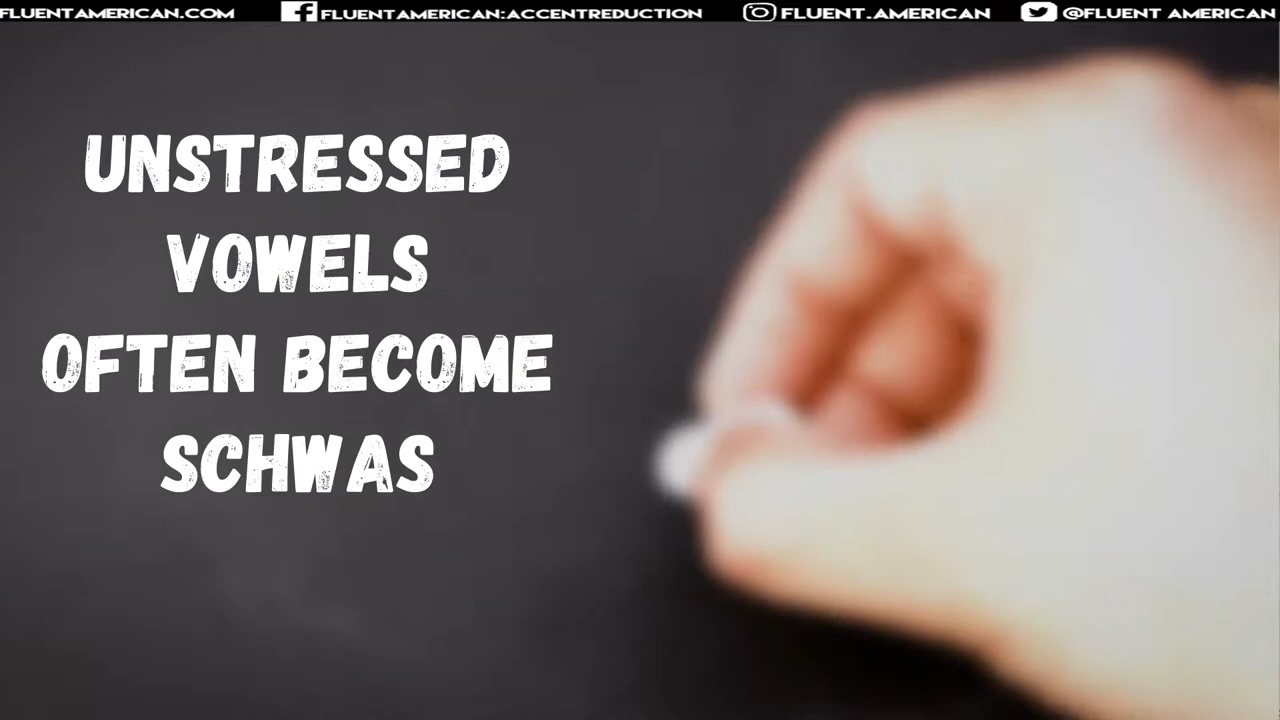 FLUENTAMERICAN.COM FLUENTAMERICAN:ACCENTREDUCTION FLUENT.AMERICAN @FLUENT AMERICAN
UNSTRESSED
VOWELS
OFTEN BECOME
SCHWAS